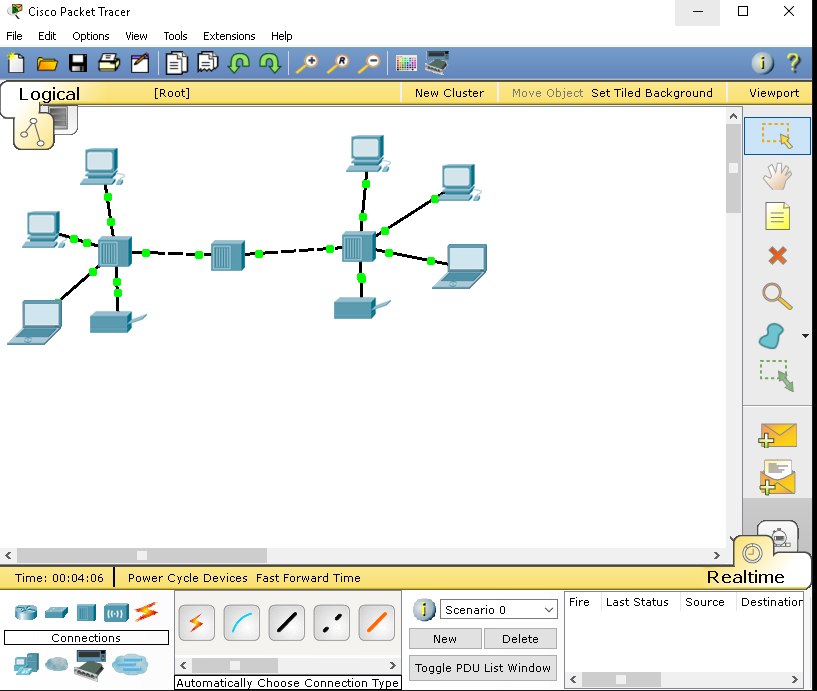 Cisco Packet Tracer
File Edit Options View Tools Extensions Help
Logical [Root] New Cluster Move Object Set Tiled Background Viewport
Time: 00:04:06 Power Cycle Devices Fast Forward Time Realtime
Scenario 0
Fire Last Status Source Destination
Connections
New Delete
Toggle PDU List Window
Automatically Choose Connection Type